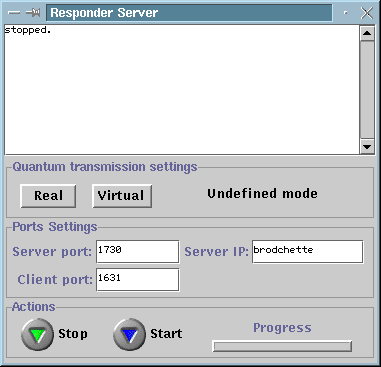 Responder Server
stopped.
Quantum transmission settings
Real Virtual Undefined mode
Ports Settings
Server port: 1730 Server IP: brodchette
Client port: 1631
Actions
Stop Start Progress